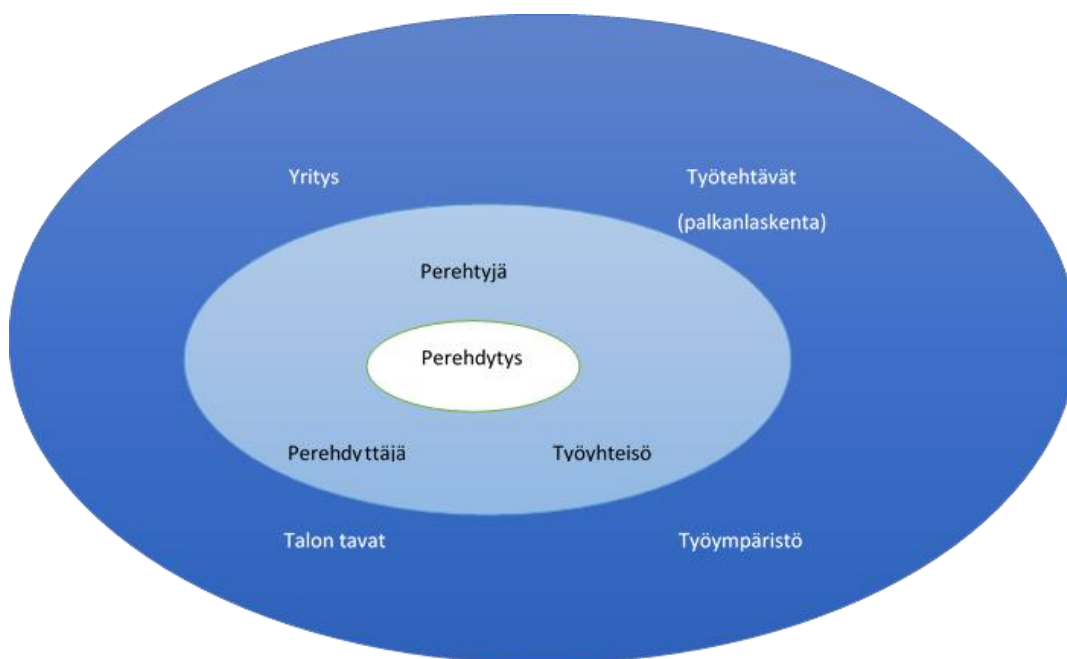 Yritys
Työtehtävät
(palkanlaskenta)
Perehtyjä
Perehdytys
Perehdyttäjä
Työyhteisö
Talon tavat
Työympäristö